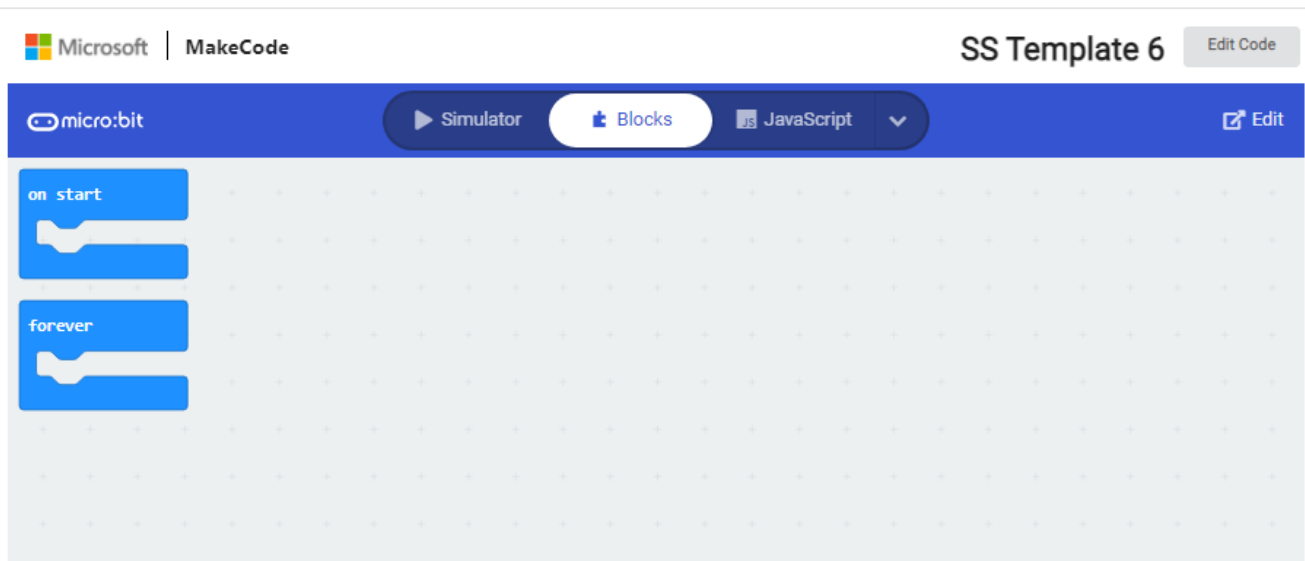 Microsoft | MakeCode
SS Template 6
Edit Code
micro:bit
Simulator
Blocks
JS JavaScript
Edit
on start
forever